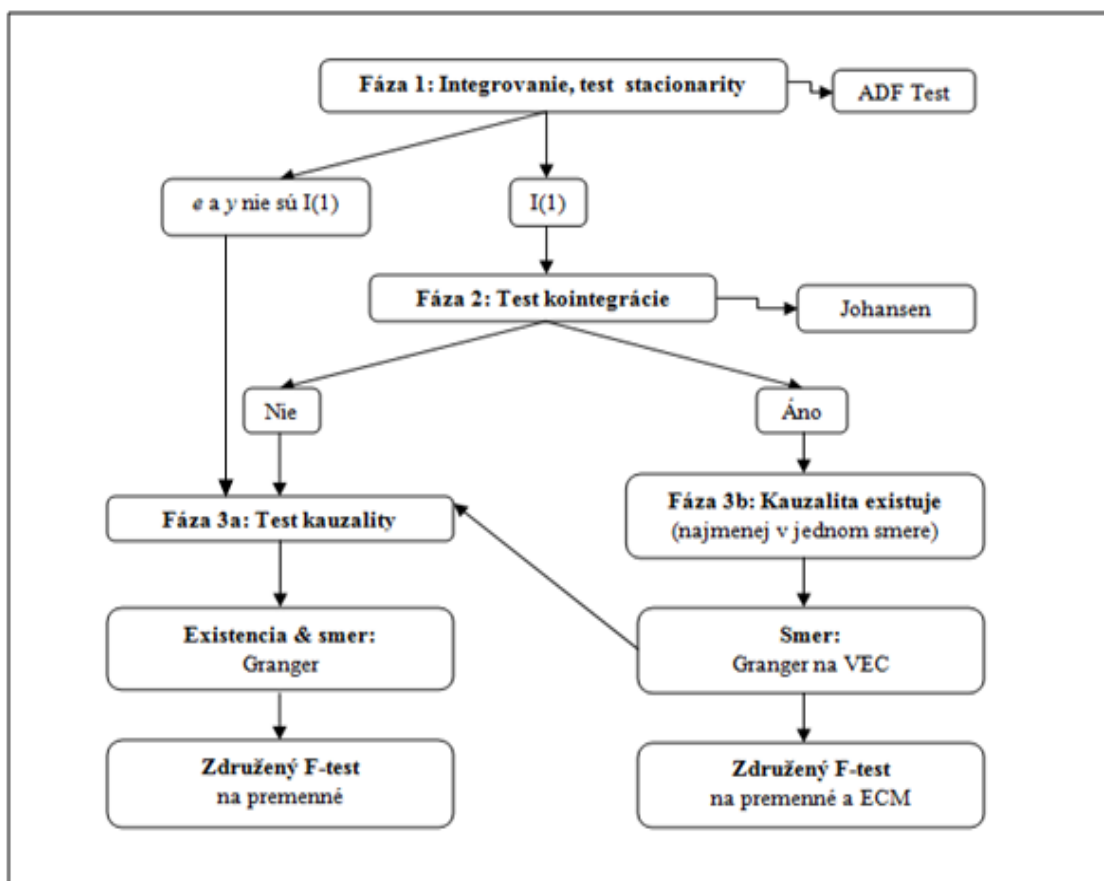 Fáza 1: Integrovanie, test stacionarity
ADF Test
e a y nie sú I(1)
I(1)
Fáza 2: Test kointegrácie
Johansen
Nie
Áno
Fáza 3a: Test kauzality
Fáza 3b: Kauzalita existuje
(najmenej v jednom smere)
Existencia & smer:
Granger
Smer:
Granger na VEC
Združený F-test
na premenné
Združený F-test
na premenné a ECM